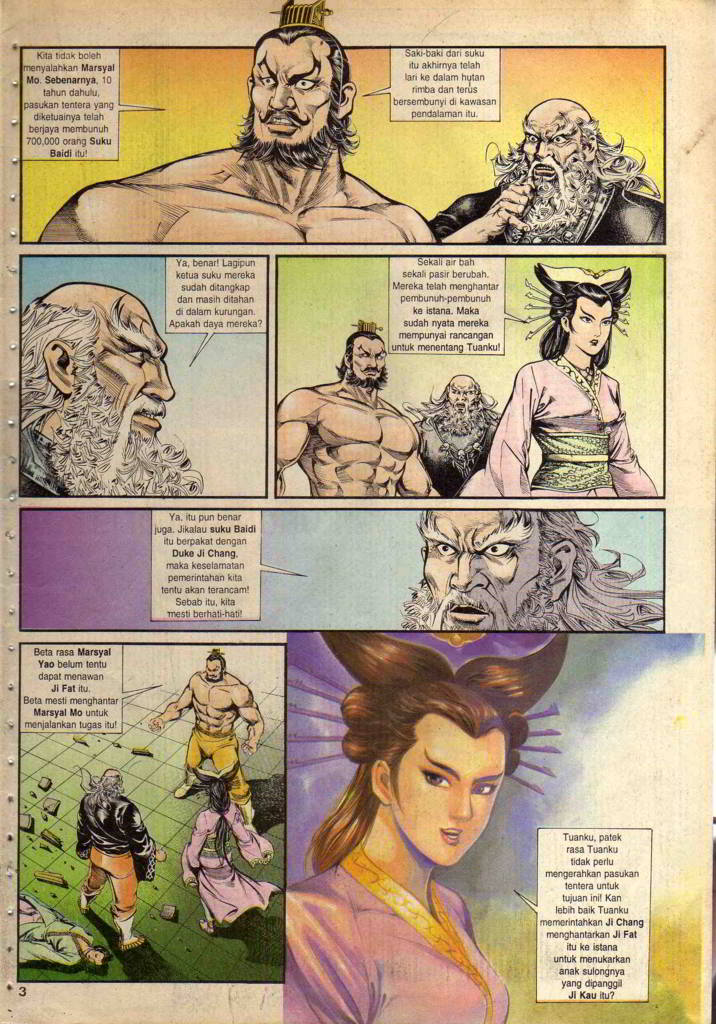 Kita tidak boleh
menyalahkan Marsyal
Mo. Sebenarnya, 10
tahun dahulu,
pasukan tentera yang
diketuainya telah
berjaya membunuh
700,000 orang Suku
Baidi itu!
Saki-baki dari suku
itu akhirnya telah
lari ke dalam hutan
rimba dan terus
bersembunyi di kawasan
pendalaman itu.
Ya, benar! Lagipun
ketua suku mereka
sudah ditangkap
dan masih ditahan
di dalam kurungan.
Apakah daya mereka?
Sekali air bah
sekali pasir berubah.
Mereka telah menghantar
pembunuh-pembunuh
ke istana. Maka
sudah nyata mereka
mempunyai rancangan
untuk menentang Tuanku!
Ya, itu pun benar
juga. Jikalau suku Baidi
itu berpakat dengan
Duke Ji Chang,
maka keselamatan
pemerintahan kita
tentu akan terancam!
Sebab itu, kita
mesti berhati-hati!
Beta rasa Marsyal
Yao belum tentu
dapat menawan
Ji Fat itu.
Beta mesti menghantar
Marsyal Mo untuk
menjalankan tugas itu!
Tuanku, patek
rasa Tuanku
tidak perlu
mengerahkan pasukan
tentera untuk
tujuan ini! Kan
lebih baik Tuanku
memerintahkan Ji Chang
menghantarkan Ji Fat
itu ke istana
untuk menukarkan
anak sulongnya
yang dipanggil
Ji Kau itu?
3